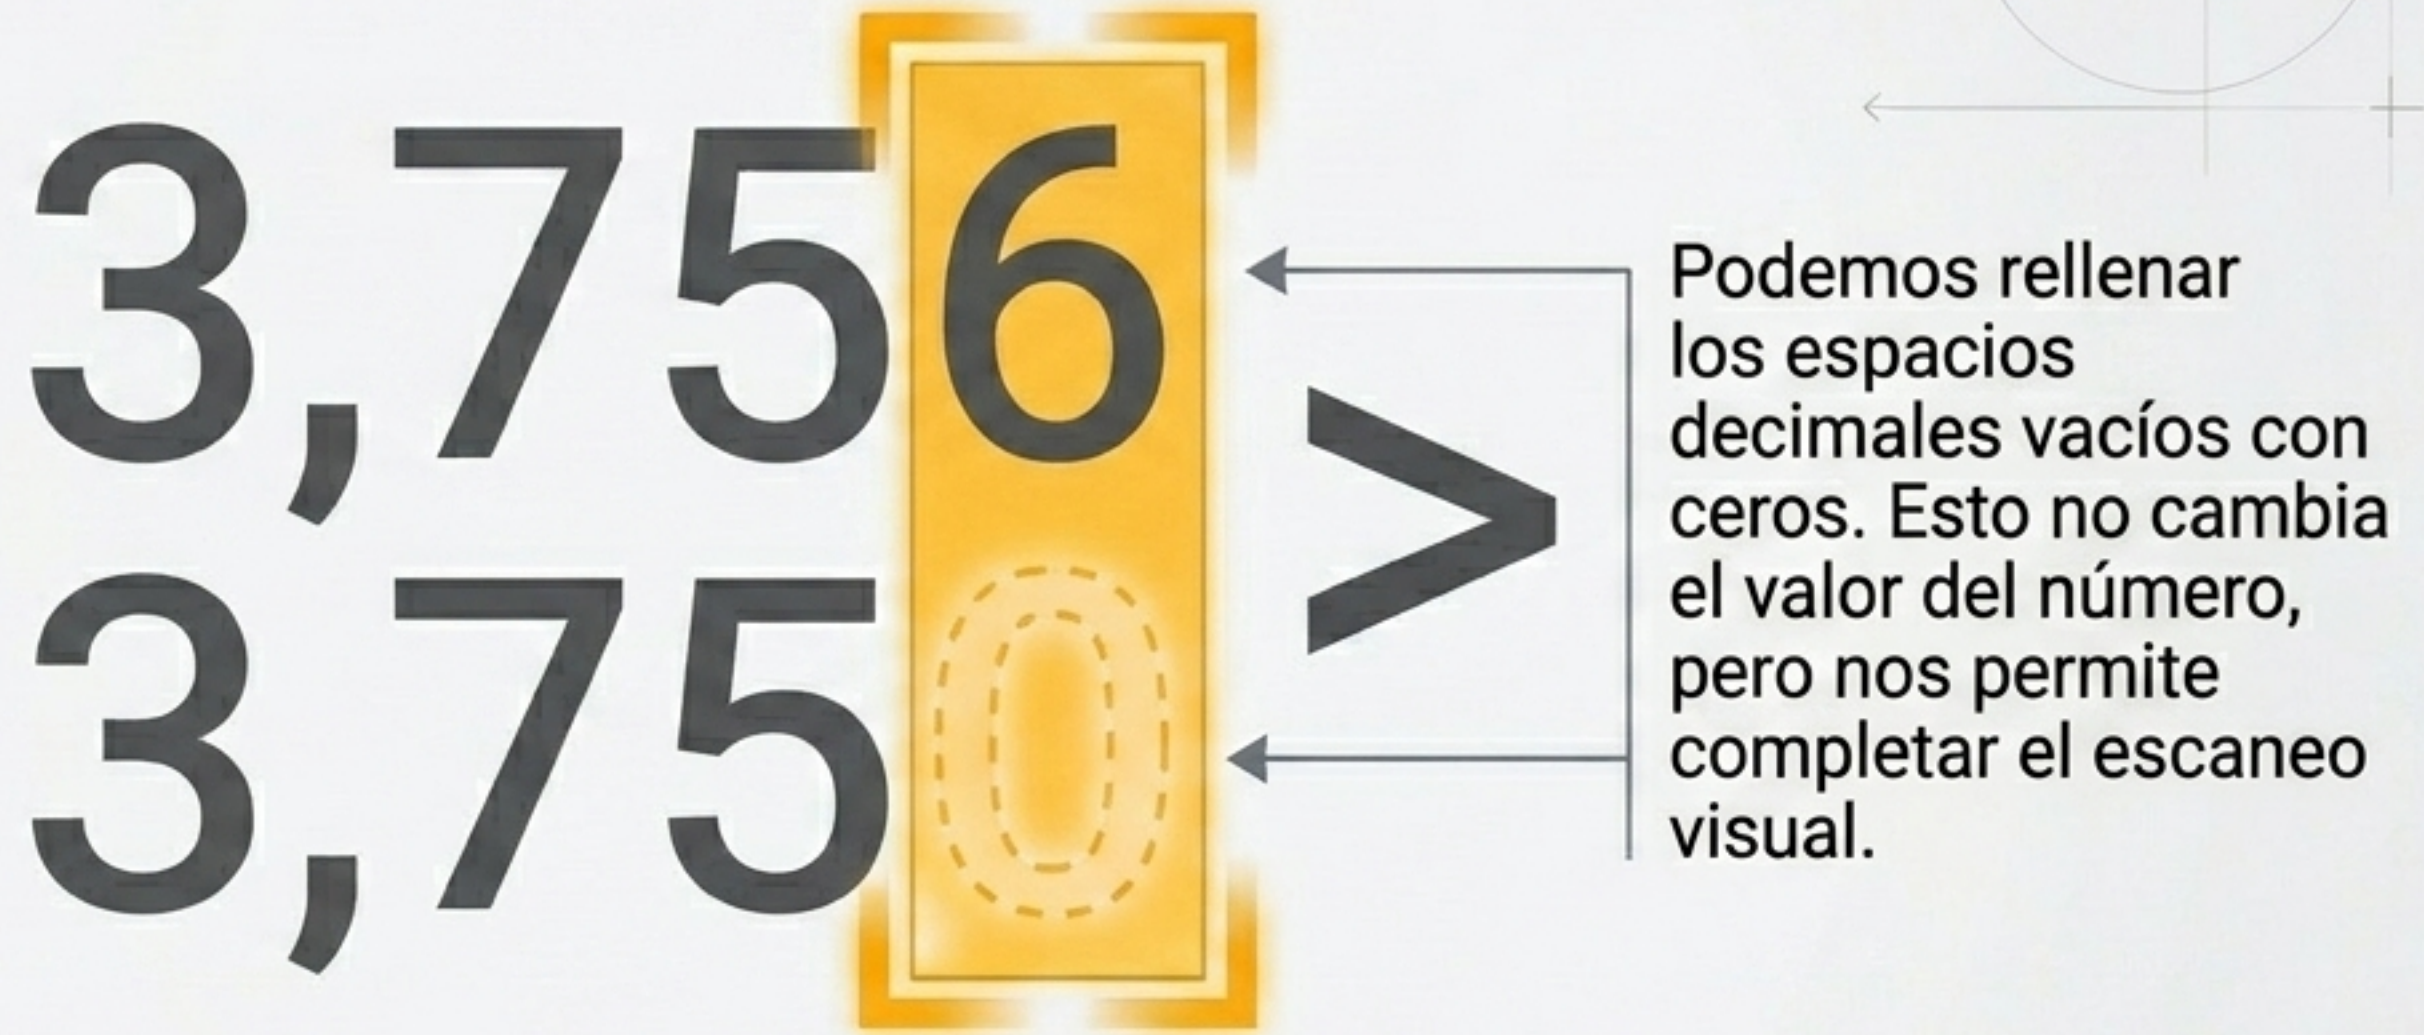 3,756
3,750
>
Podemos rellenar
los espacios
decimales vacíos con
ceros. Esto no cambia
el valor del número,
pero nos permite
completar el escaneo
visual.